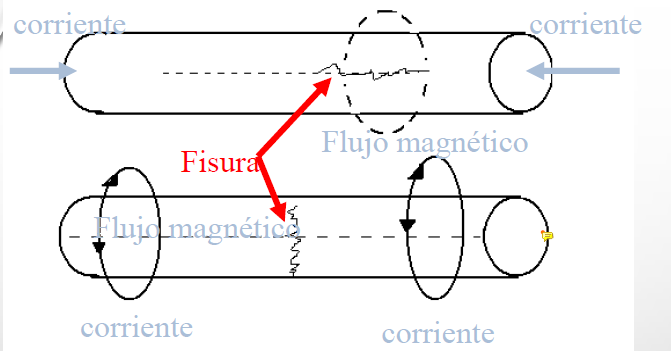 corriente
corriente
Flujo magnético
Fisura
Flujo magnético
corriente
corriente